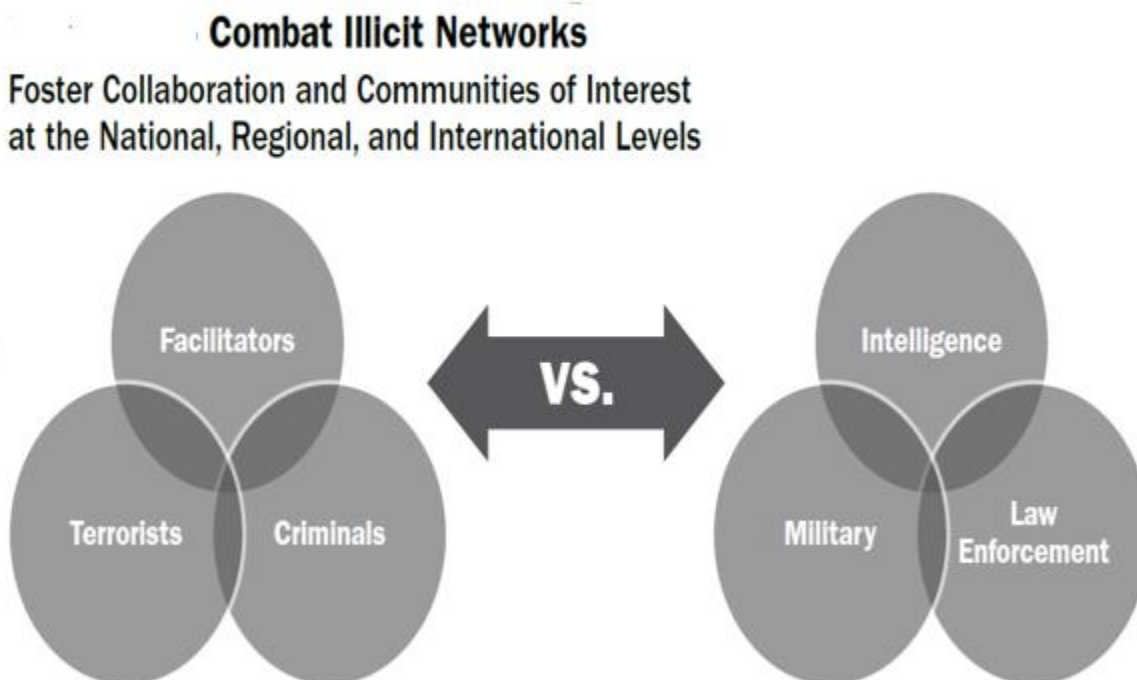 Combat Illicit Networks
Foster Collaboration and Communities of Interest
at the National, Regional, and International Levels
Facilitators
Terrorists
Criminals
VS.
Intelligence
Military
Law
Enforcement